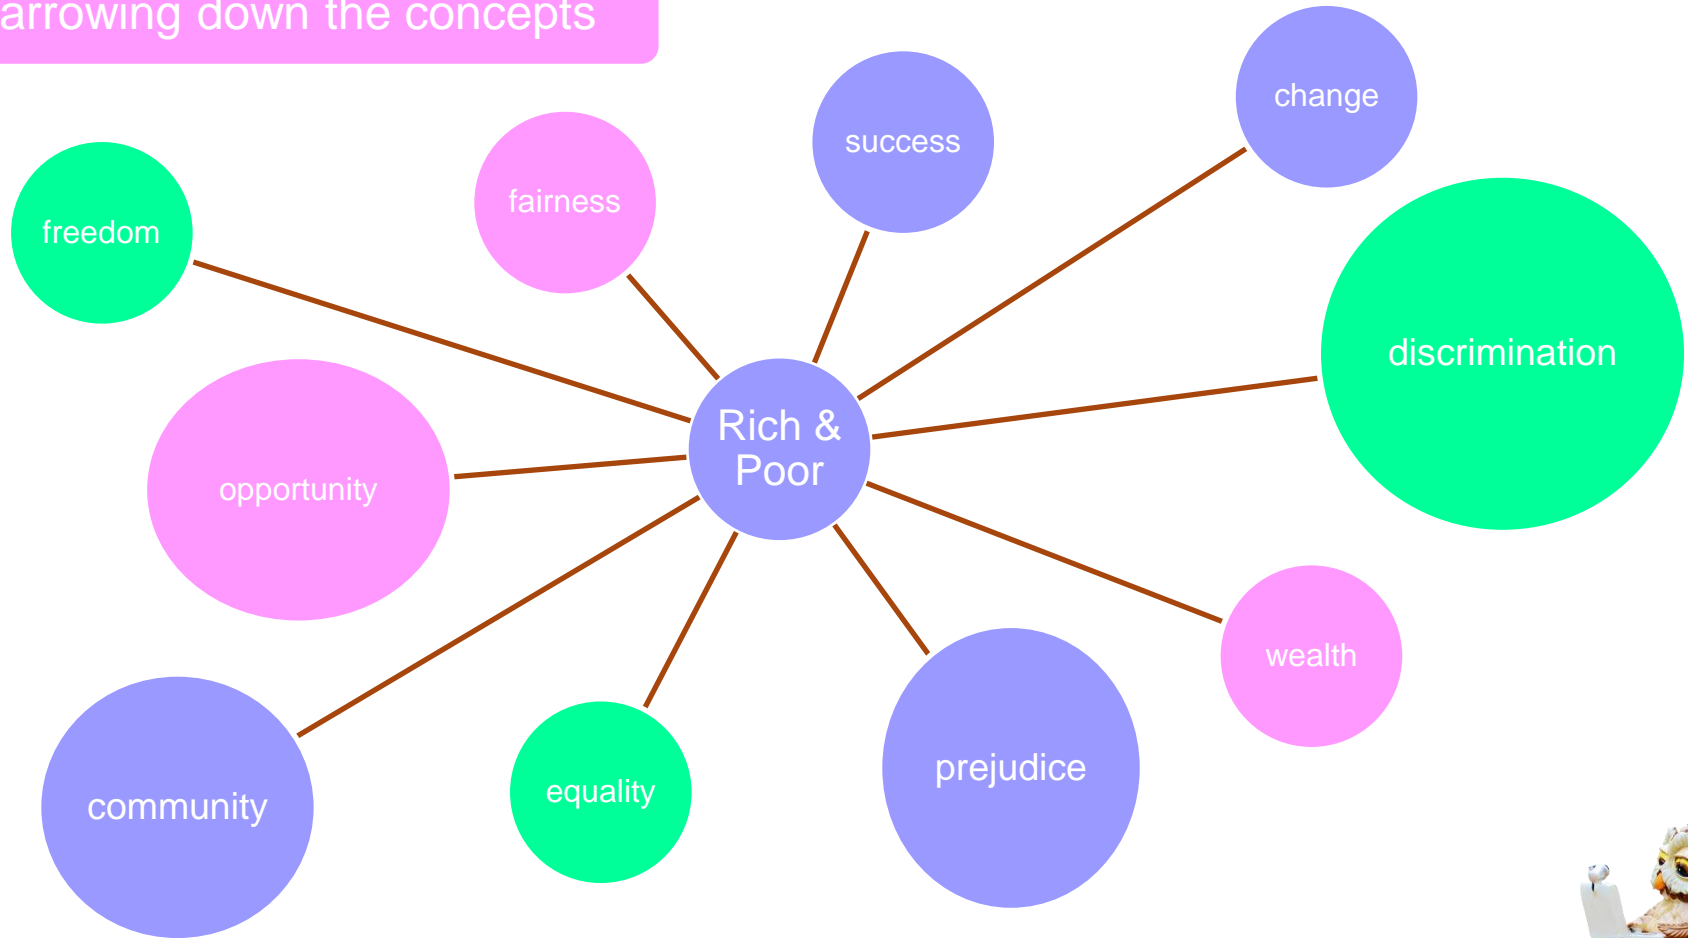 arrowing down the concepts
change
success
fairness
freedom
discrimination
Rich &
Poor
opportunity
wealth
prejudice
equality
community